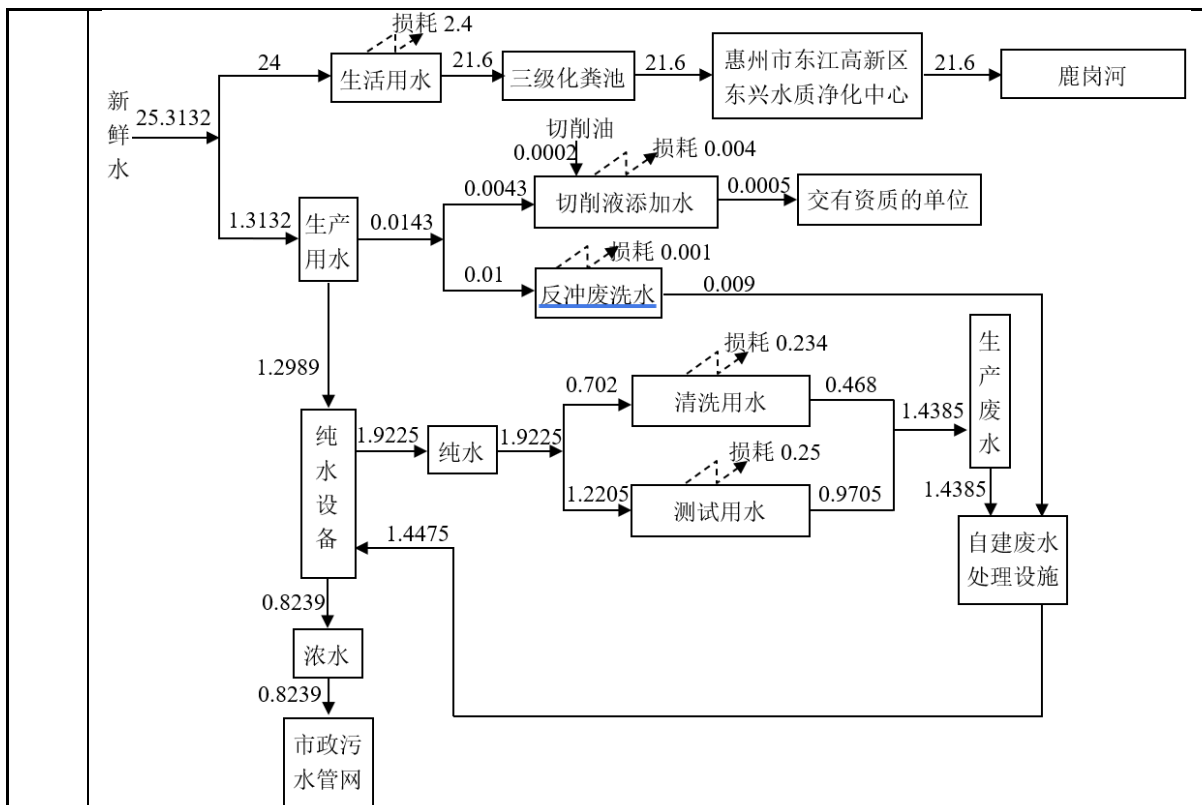 损耗 2.4
24
生活用水
21.6
三级化粪池
21.6
惠州市东江高新区
东兴水质净化中心
21.6
鹿岗河
新
鲜
水
25.3132
切削油
0.0002
损耗 0.004
0.0043
切削液添加水
0.0005
交有资质的单位
1.3132
生产
用水
0.0143
损耗 0.001
0.01
反冲废洗水
0.009
1.2989
损耗 0.234
0.702
清洗用水
0.468
生
产
废
水
1.4385
纯
水
设
备
1.9225
纯水
1.9225
损耗 0.25
1.2205
测试用水
0.9705
1.4385
1.4475
自建废水
处理设施
0.8239
浓水
0.8239
市政污
水管网